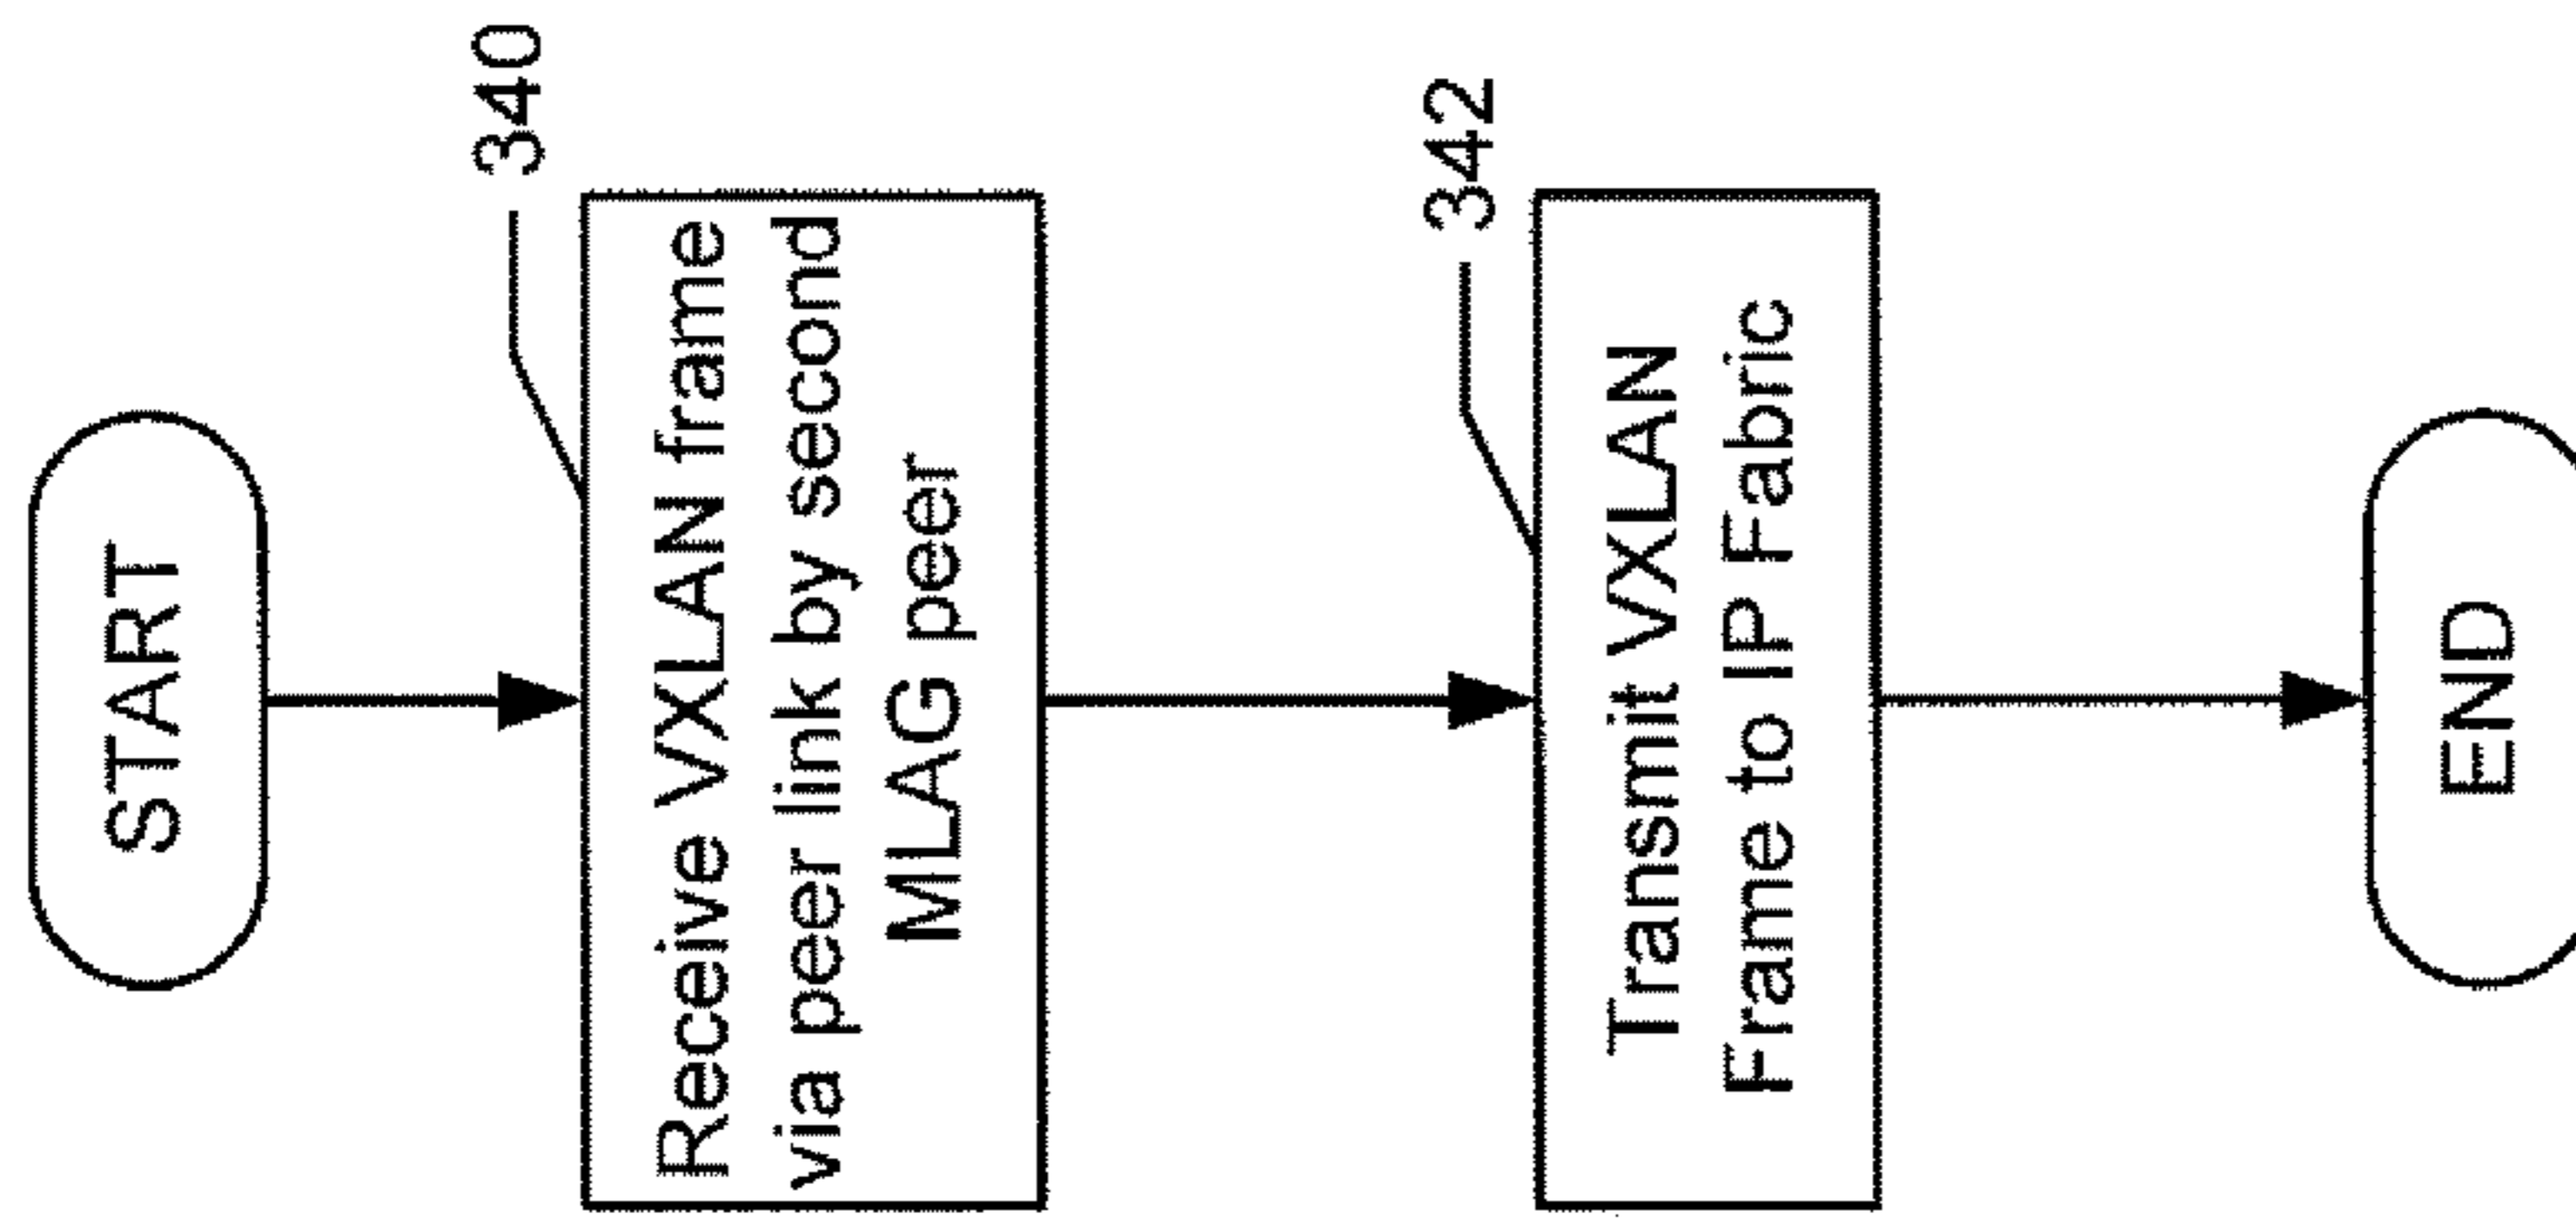 START
340
Receive VXLAN frame
via peer link by second
MLAG peer
342
Transmit VXLAN
Frame to IP Fabric
END